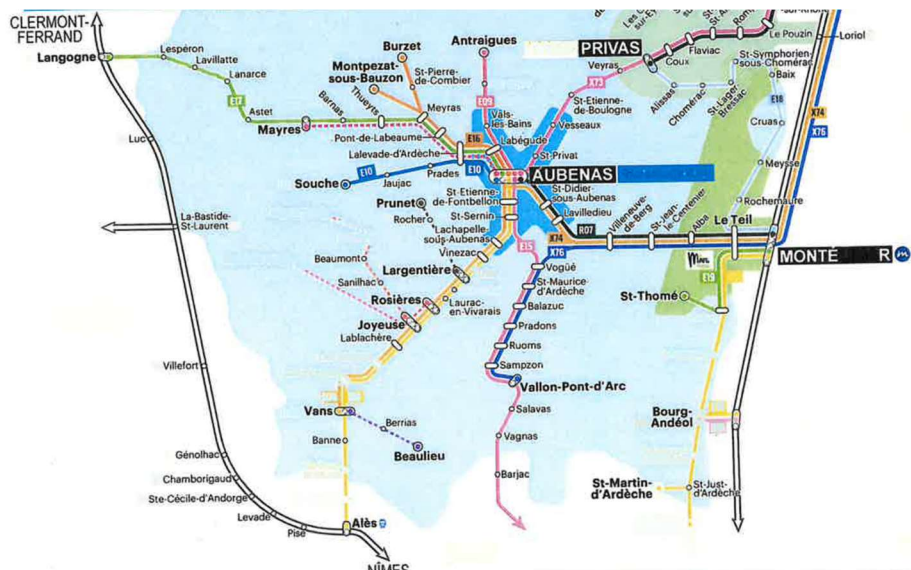 CLERMONT-
FERRAND
Langogne
Lespéron
Lavillatte
Lanarce
E17
Astet
Mayres
Barnas
Thueyts
Burzet
Montpezat-
sous-Bauzon
St-Pierre-
de-Combier
Meyras
Antraigues
E09
Vals-
les-Bains
Labégude
Pont-de-Labeaume
E16
Lalevade-d'Ardèche
Prades
E10
E10
Jaujac
Souche
Prunet
Rocher
Lachapelle-
sous-Aubenas
PRIVAS
Veyras
X73
St-Etienne-
de-Boulogne
Vesseaux
St-Privat
AUBENAS
Coux
Flaviac
Le Pouzin
Loriol
St-Symphorien-
sous-Chomérac
Baix
Alissas
Chomérac
St-Lager-
Bressac
E18
Cruas
X74
X76
Meysse
Rochemaure
St-Etienne-
de-Fontbellon
St-Sernin
St-Didier-
sous-Aubenas
Lavilledieu
R07
X74
X76
E15
Villeneuve-
de-Berg
St-Jean-
le-Centenier
Alba
Le Teil
MONTÉ R
E19
St-Thomé
Luc
La-Bastide-
St-Laurent
Beaumont
Sanilhac
Vinezac
Largentière
Rosières
Joyeuse
Laurac-
en-Vivarais
Lablachère
Vogüé
St-Maurice-
d'Ardèche
Balazuc
Pradons
Ruoms
Sampzon
Vallon-Pont-d'Arc
Salavas
Vagnas
Barjac
Villefort
Vans
Banne
Berrias
Beaulieu
Bourg-
Andéol
St-Martin-
d'Ardèche
St-Just-
d'Ardèche
Génolhac
Chamborigaud
Ste-Cécile-d'Andorge
Levade
Pise
Alès
NÎMES